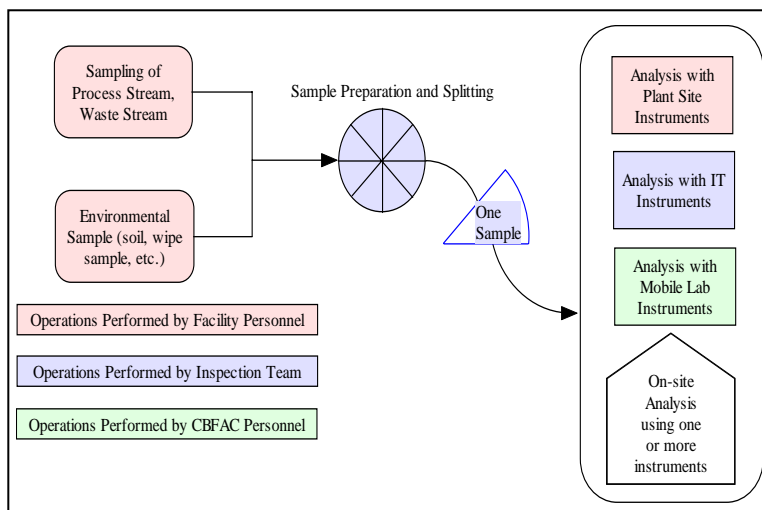 Sampling of
Process Stream,
Waste Stream
Sample Preparation and Splitting
Environmental
Sample (soil, wipe
sample, etc.)
One
Sample
Analysis with
Plant Site
Instruments
Analysis with IT
Instruments
Analysis with
Mobile Lab
Instruments
On-site
Analysis
using one
or more
instruments
Operations Performed by Facility Personnel
Operations Performed by Inspection Team
Operations Performed by CBFAC Personnel